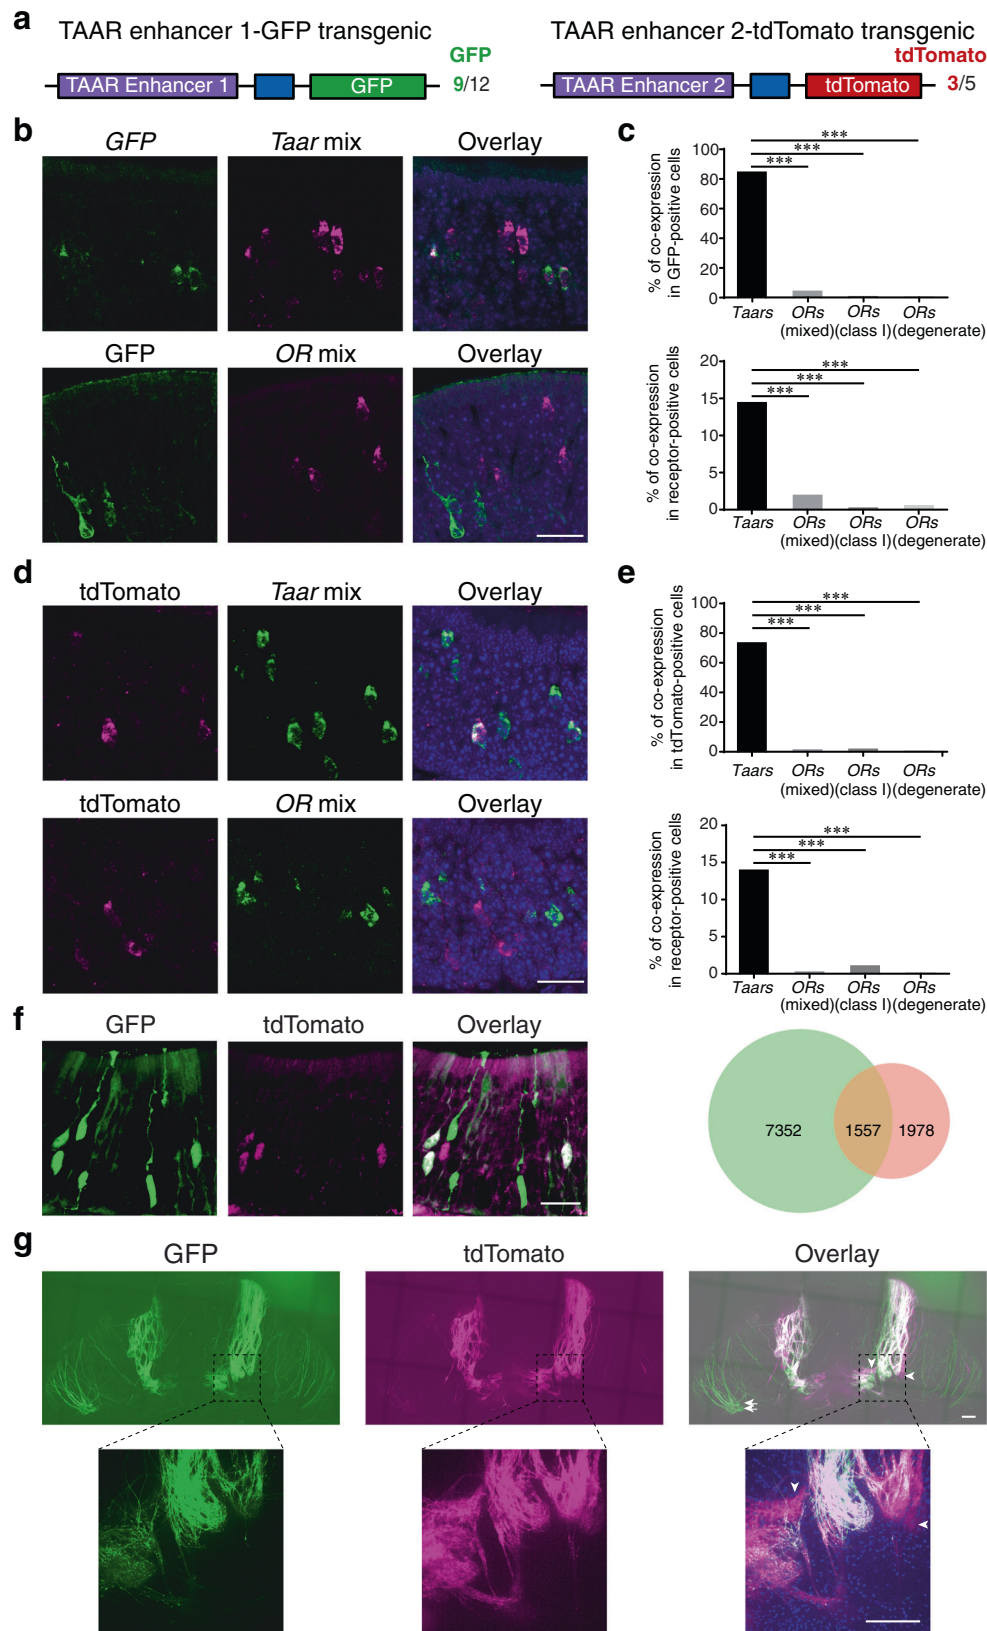 a
TAAR enhancer 1-GFP transgenic
TAAR enhancer 2-tdTomato transgenic
GFP
tdTomato
TAAR Enhancer 1
GFP
9/12
TAAR Enhancer 2
tdTomato
3/5
b
GFP
Taar mix
Overlay
GFP
OR mix
Overlay
c
% of co-expression
in GFP-positive cells
100
80
60
40
20
0
***
***
***
Taars
ORs
ORs
ORs
(mixed)
(class I)
(degenerate)
% of co-expression
in receptor-positive cells
20
15
10
5
0
***
***
***
Taars
ORs
ORs
ORs
(mixed)
(class I)
(degenerate)
d
tdTomato
Taar mix
Overlay
tdTomato
OR mix
Overlay
e
% of co-expression
in tdTomato-positive cells
100
80
60
40
20
0
***
***
***
Taars
ORs
ORs
ORs
(mixed)
(class I)
(degenerate)
% of co-expression
in receptor-positive cells
20
15
10
5
0
***
***
***
Taars
ORs
ORs
ORs
(mixed)
(class I)
(degenerate)
f
GFP
tdTomato
Overlay
7352
1557
1978
g
GFP
tdTomato
Overlay